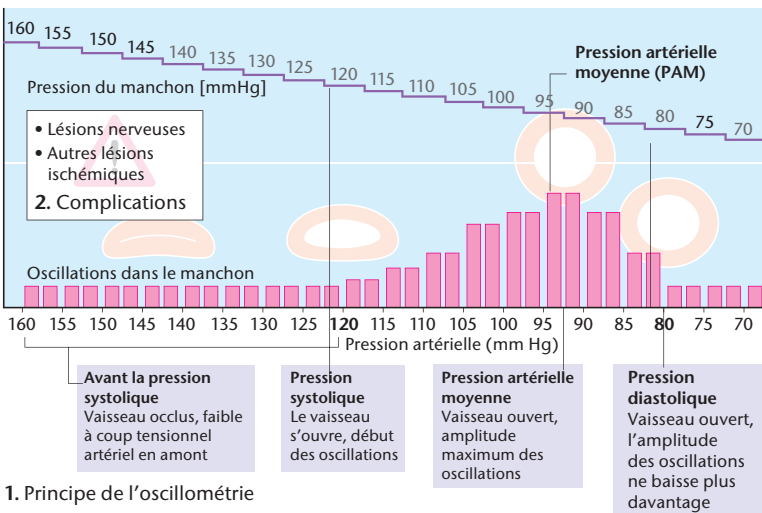 160 155 150 145 140 135 130 125 120 115 110 105 100 95 90 85 80 75 70
Pression du manchon [mmHg]
Pression artérielle
moyenne (PAM)
• Lésions nerveuses
• Autres lésions
ischémiques
2. Complications
Oscillations dans le manchon
160 155 150 145 140 135 130 125 120 115 110 105 100 95 90 85 80 75 70
Pression artérielle (mm Hg)
Avant la pression
systolique
Vaisseau occlus, faible
à coup tensionnel
artériel en amont
Pression
systolique
Le vaisseau
s’ouvre, début
des oscillations
Pression artérielle
moyenne
Vaisseau ouvert,
amplitude
maximum des
oscillations
Pression
diastolique
Vaisseau ouvert,
l’amplitude
des oscillations
ne baisse plus
davantage
1. Principe de l’oscillométrie